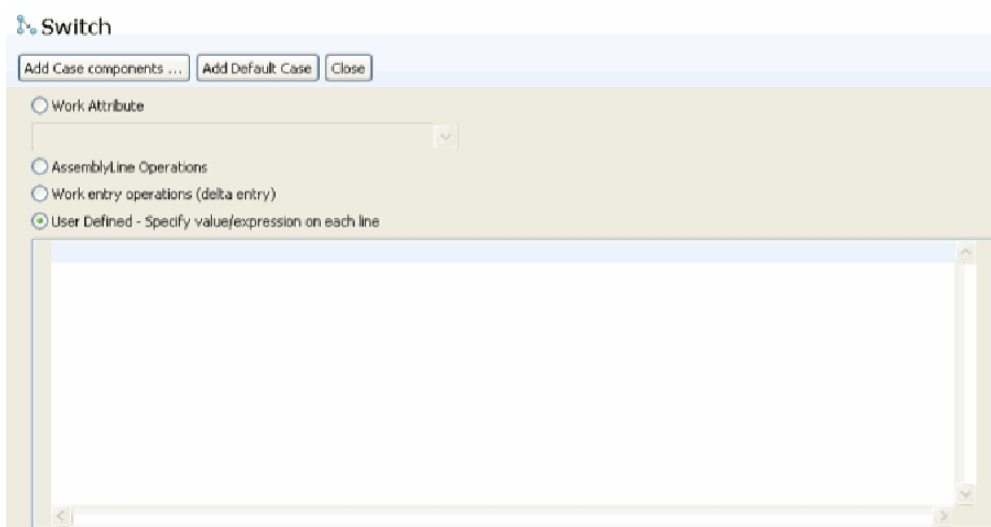 Switch
Add Case components ... Add Default Case Close
Work Attribute
AssemblyLine Operations
Work entry operations (delta entry)
User Defined - Specify value/expression on each line